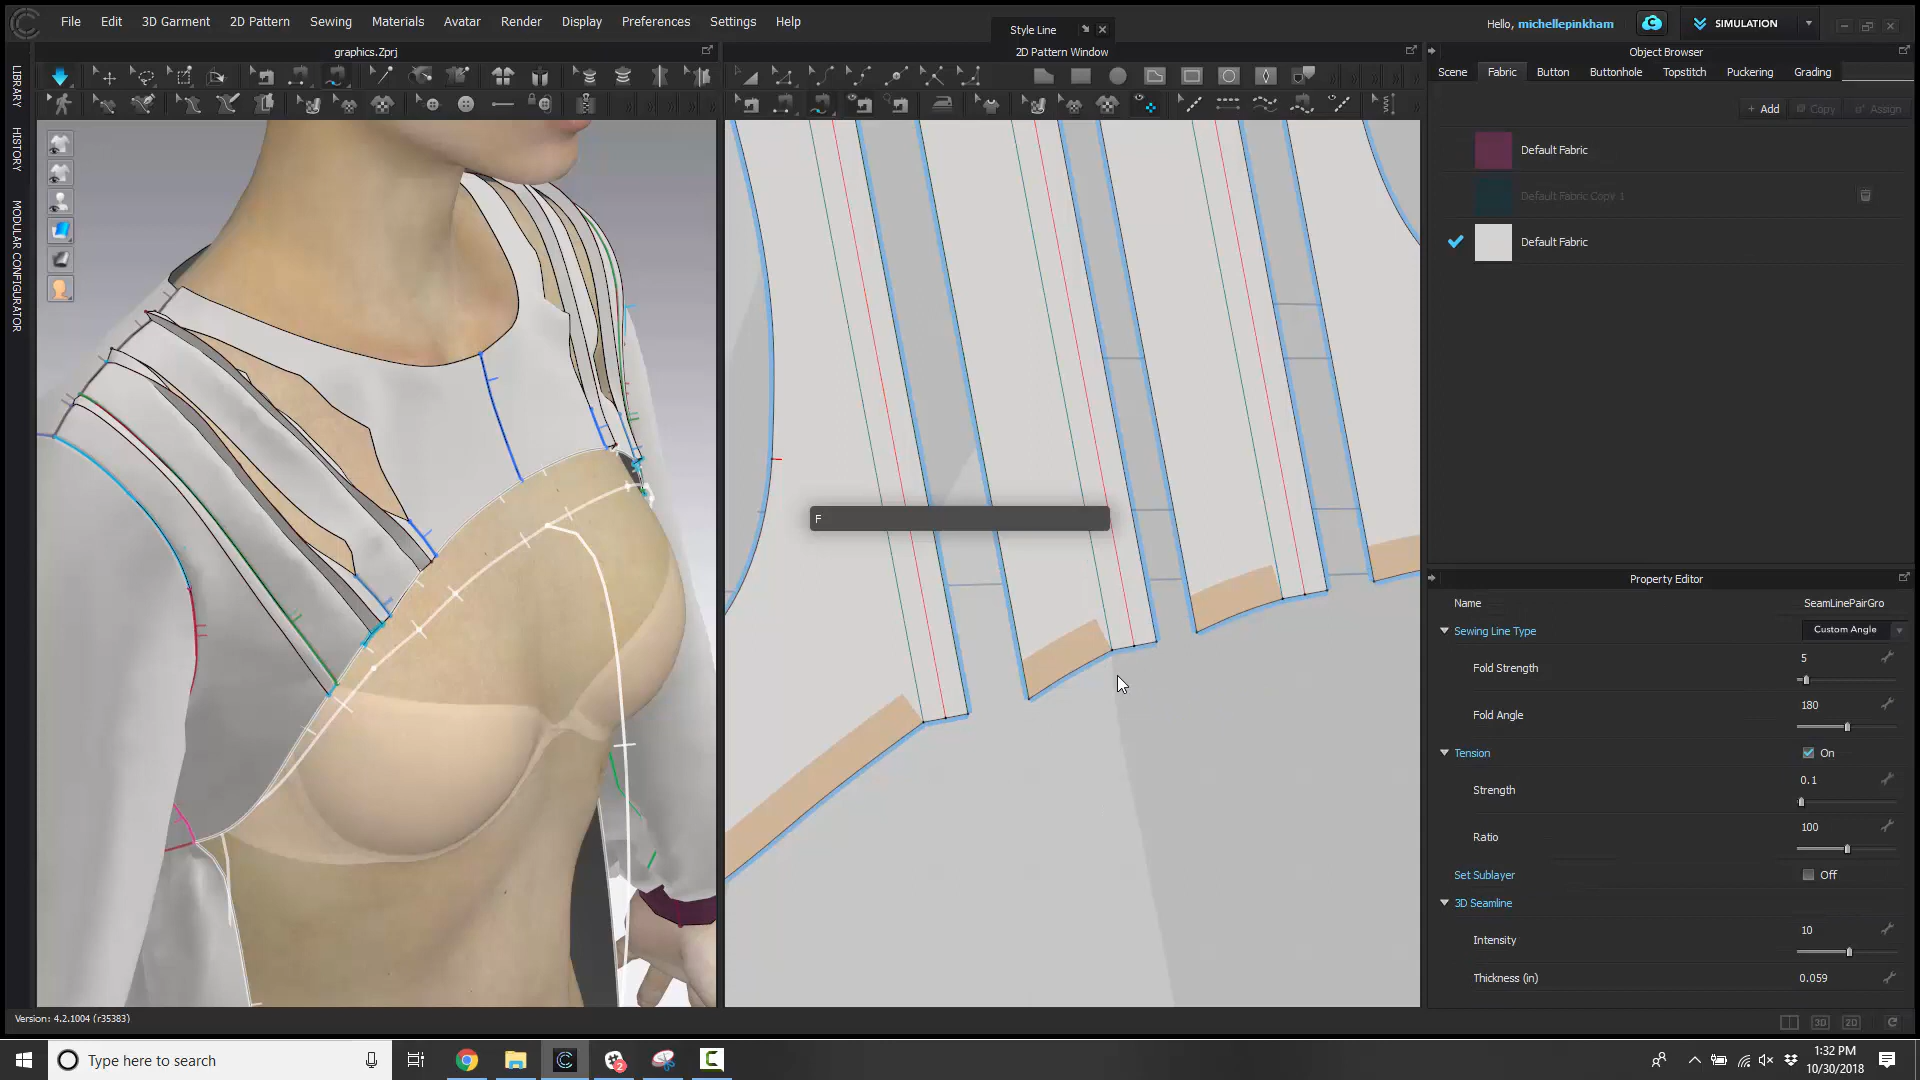 File Edit 3D Garment 2D Pattern Sewing Materials Avatar Render Display Preferences Settings Help
Style Line
Hello, michellepinkham
SIMULATION
graphics.Zprj
2D Pattern Window
Object Browser
Scene Fabric Button Buttonhole Topstitch Puckering Grading
+ Add Copy Assign
Default Fabric
Default Fabric Copy 1
Default Fabric
LIBRARY
HISTORY
MODULAR CONFIGURATOR
F
Property Editor
Name SeamLinePairGro
Sewing Line Type Custom Angle
Fold Strength 5
Fold Angle 180
Tension On
Strength 0.1
Ratio 100
Set Sublayer Off
3D Seamline
Intensity 10
Thickness (in) 0.059
Version: 4.2.1004 (r35383)
3D 2D
Type here to search
2
1:32 PM
10/30/2018